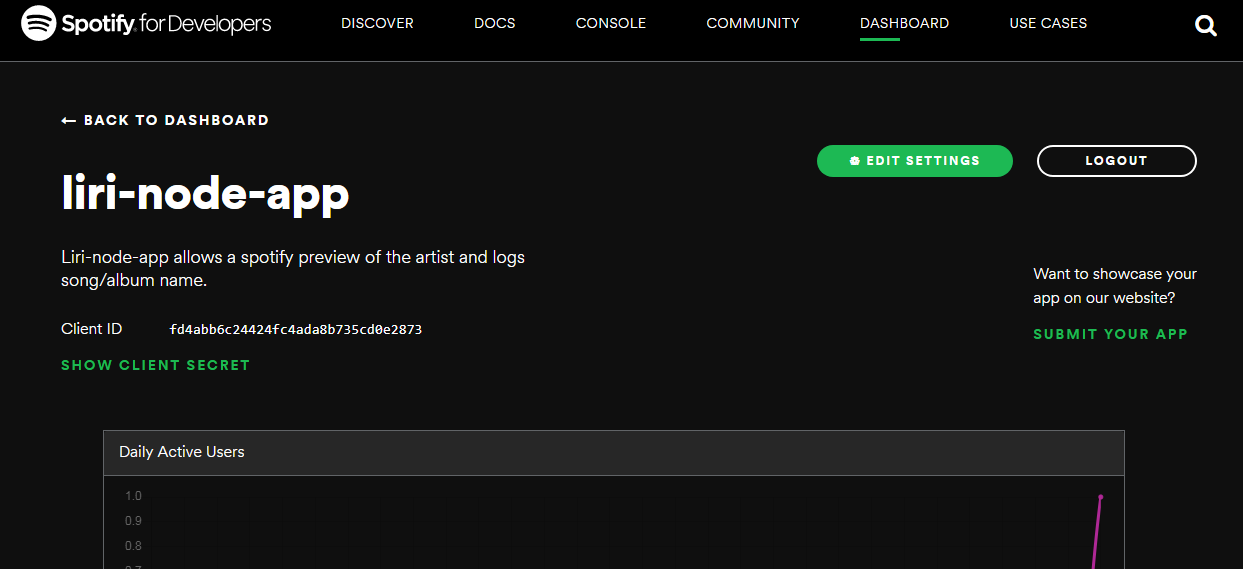 Spotify for Developers
DISCOVER
DOCS
CONSOLE
COMMUNITY
DASHBOARD
USE CASES
← BACK TO DASHBOARD
EDIT SETTINGS
LOGOUT
liri-node-app
Liri-node-app allows a spotify preview of the artist and logs
song/album name.
Want to showcase your
app on our website?
Client ID fd4abb6c24424fc4ada8b735cd0e2873
SUBMIT YOUR APP
SHOW CLIENT SECRET
Daily Active Users
1.0
0.9
0.8